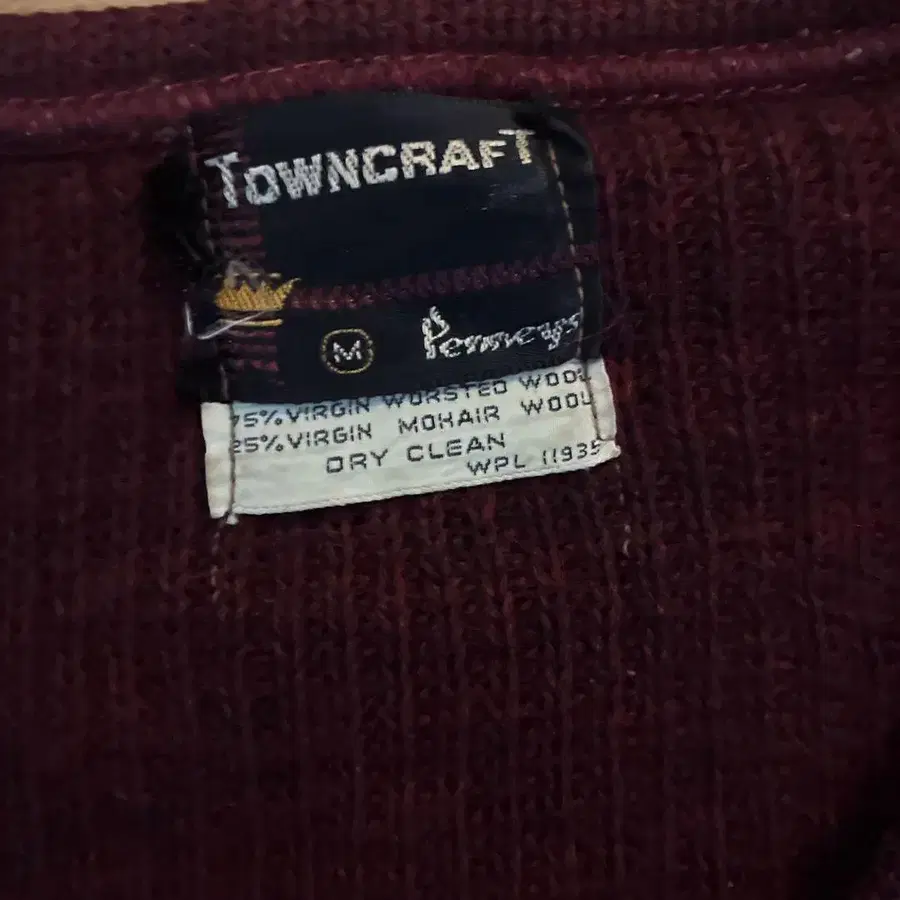 TOWNCRAFT
M Penneys
75% VIRGIN WORSTED WOOL
25% VIRGIN MOHAIR WOOL
DRY CLEAN
WPL 11935